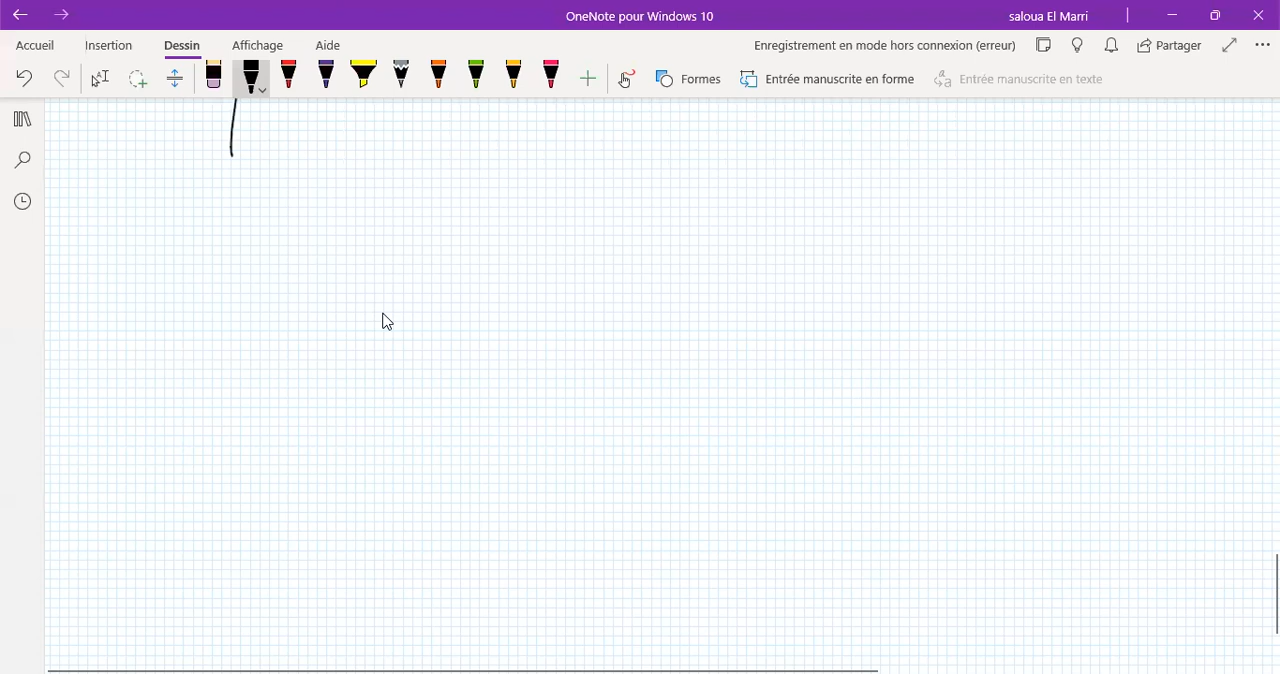 OneNote pour Windows 10
saloua El Marri
Accueil Insertion Dessin Affichage Aide
Enregistrement en mode hors connexion (erreur) Partager
Formes Entrée manuscrite en forme Entrée manuscrite en texte